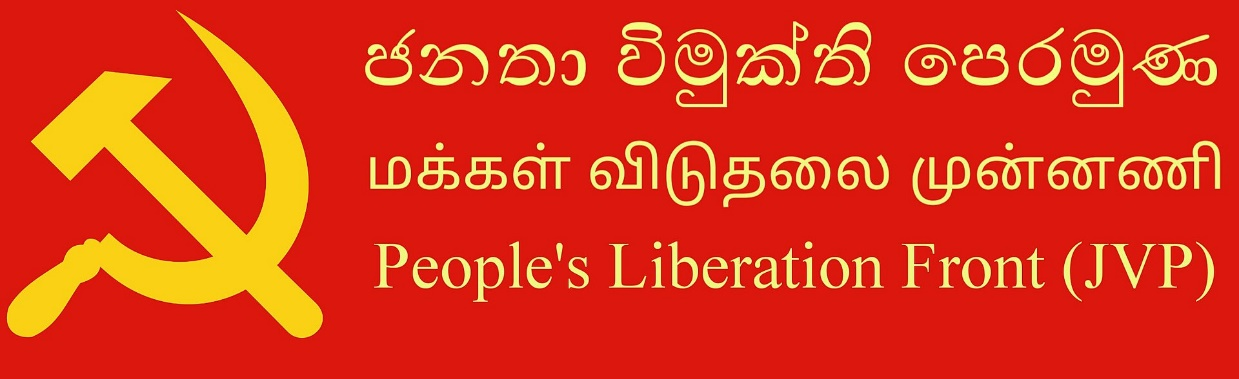 ජනතා විමුක්ති පෙරමුණ
மக்கள் விடுதலை முன்னணி
People's Liberation Front (JVP)